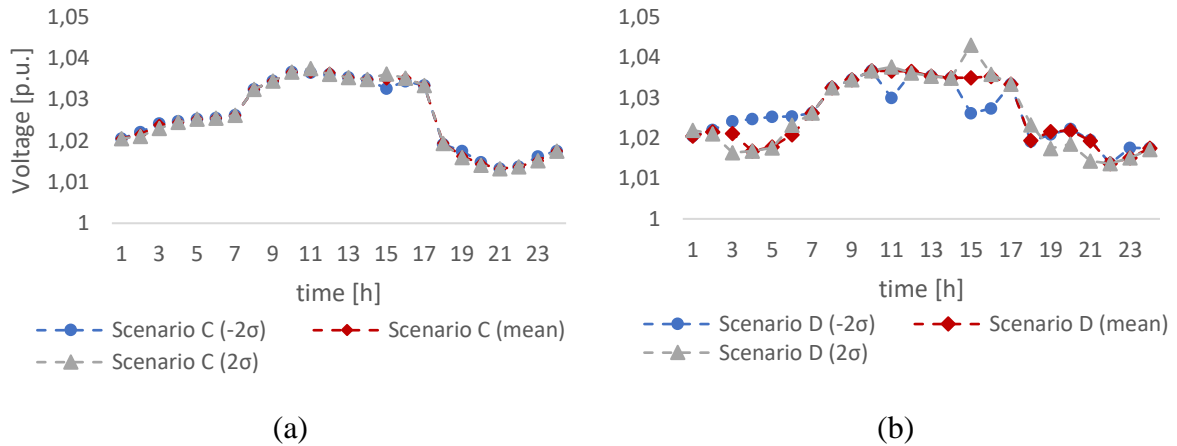 1,05
1,04
1,03
1,02
1,01
1
Voltage [p.u.]
1 3 5 7 9 11 13 15 17 19 21 23
time [h]
Scenario C (-2σ) Scenario C (mean)
Scenario C (2σ)
(a)
1,05
1,04
1,03
1,02
1,01
1
1 3 5 7 9 11 13 15 17 19 21 23
time [h]
Scenario D (-2σ) Scenario D (mean)
Scenario D (2σ)
(b)